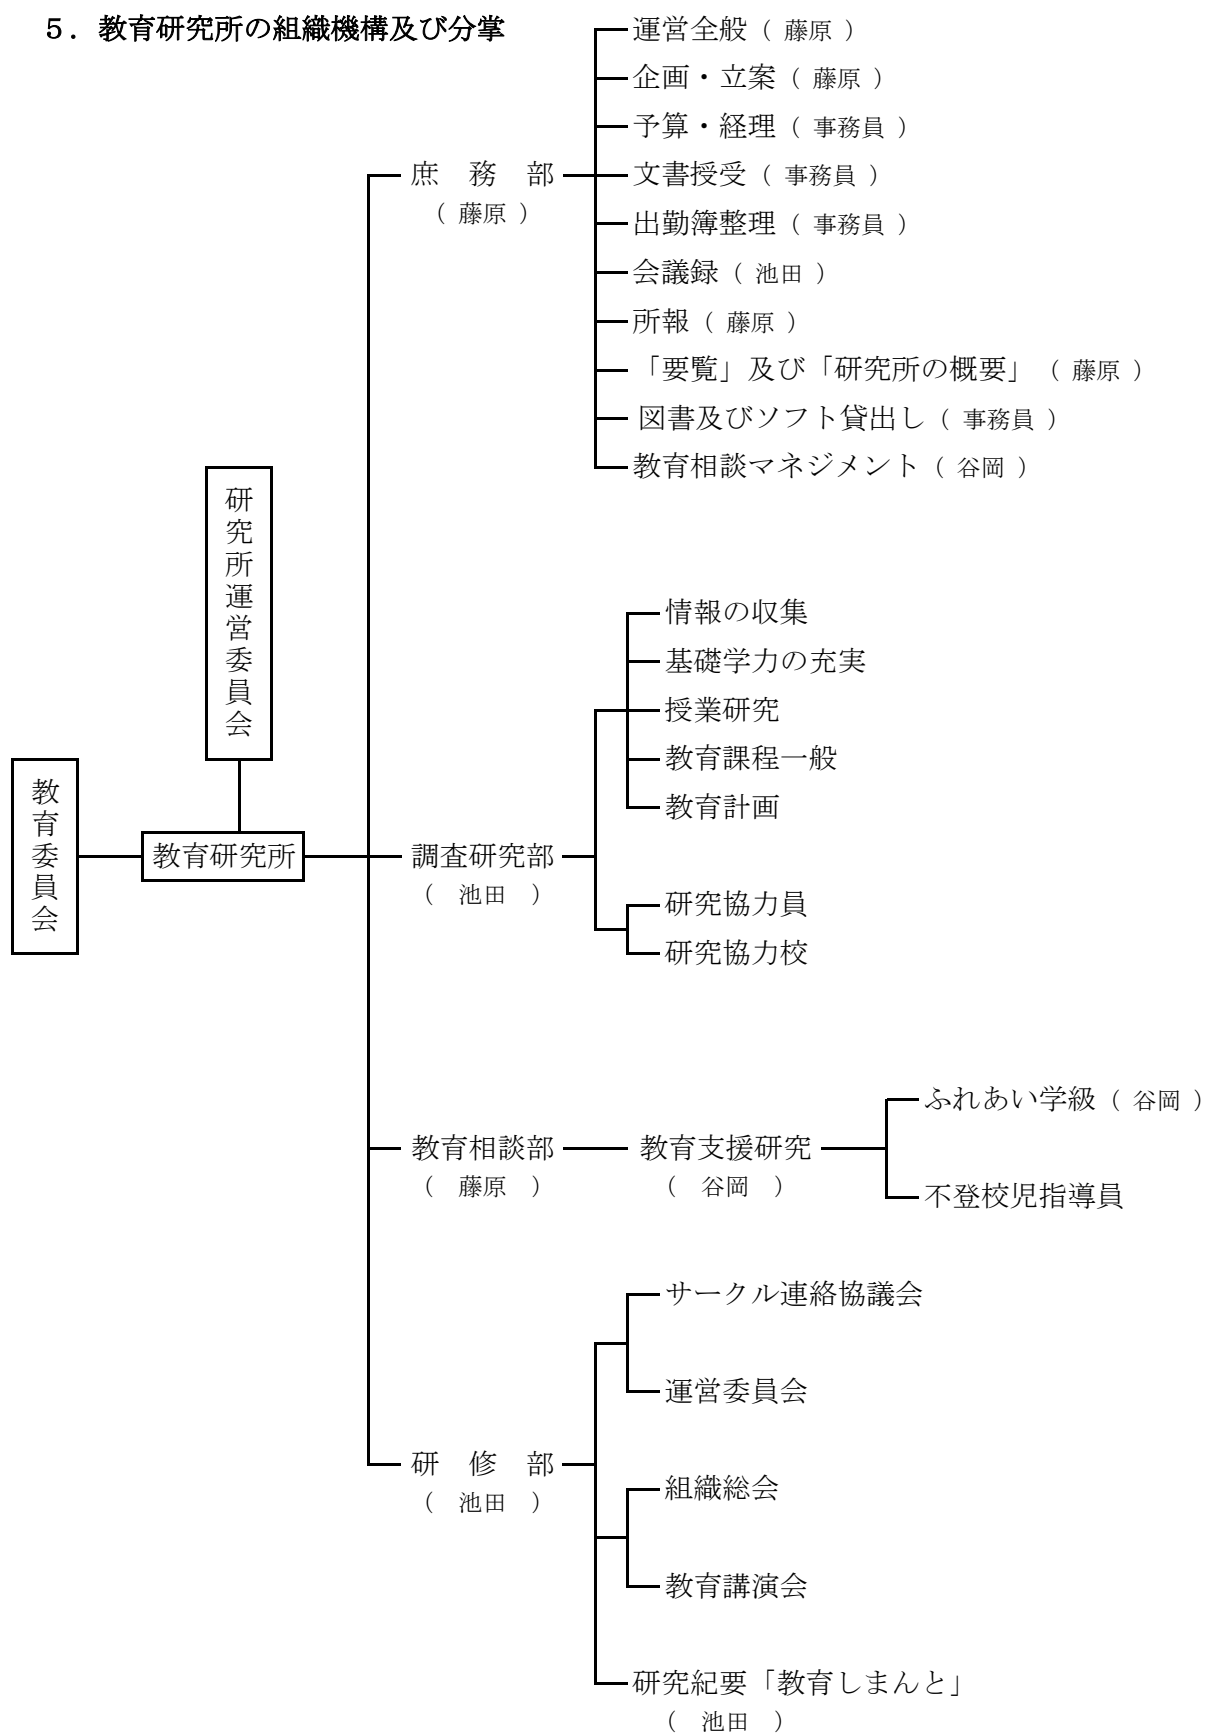 ５．教育研究所の組織機構及び分掌
運営全般（ 藤原 ）
企画・立案（ 藤原 ）
予算・経理（ 事務員 ）
庶　務　部
（ 藤原 ）
文書授受（ 事務員 ）
出勤簿整理（ 事務員 ）
会議録（ 池田 ）
所報（ 藤原 ）
「要覧」及び「研究所の概要」（ 藤原 ）
図書及びソフト貸出し（ 事務員 ）
教育相談マネジメント（ 谷岡 ）
研究所運営委員会
教育委員会
教育研究所
調査研究部
（　池田　）
情報の収集
基礎学力の充実
授業研究
教育課程一般
教育計画
研究協力員
研究協力校
教育相談部
（　藤原　）
教育支援研究
（　谷岡　）
ふれあい学級（ 谷岡 ）
不登校児指導員
研　修　部
（　池田　）
サークル連絡協議会
運営委員会
組織総会
教育講演会
研究紀要「教育しまんと」
（　池田　）